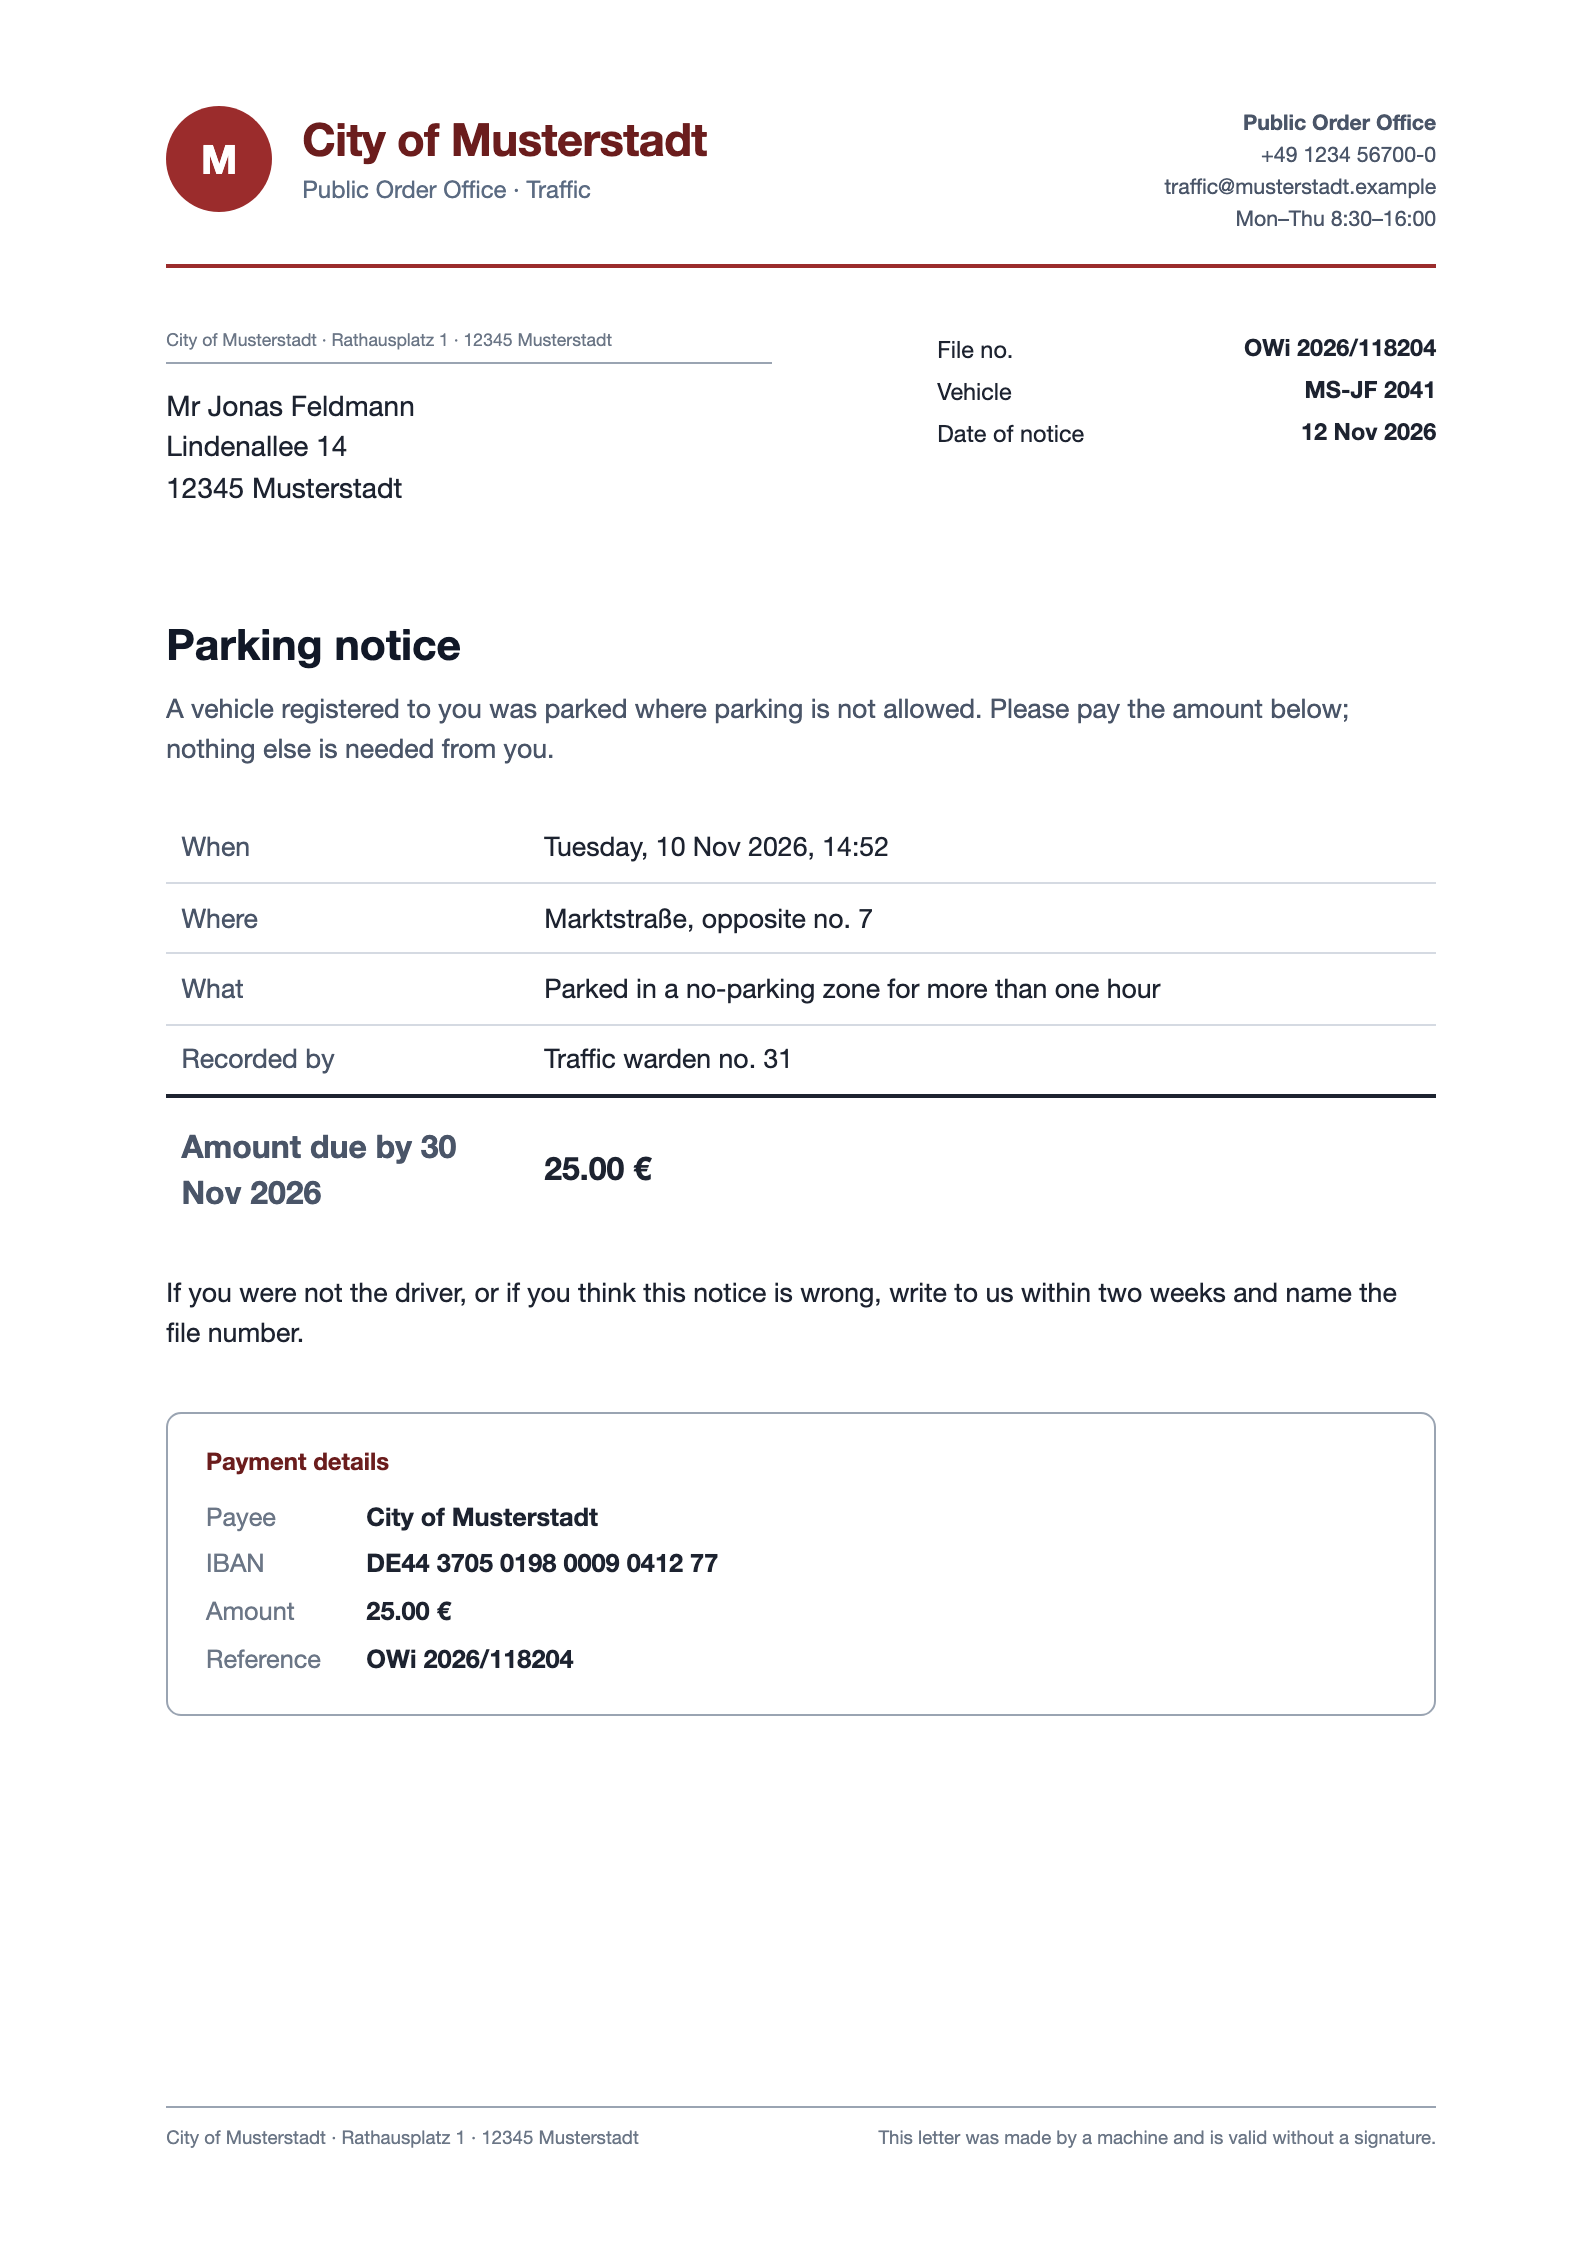 M
City of Musterstadt
Public Order Office · Traffic
Public Order Office
+49 1234 56700-0
traffic@musterstadt.example
Mon–Thu 8:30–16:00
City of Musterstadt · Rathausplatz 1 · 12345 Musterstadt
Mr Jonas Feldmann
Lindenallee 14
12345 Musterstadt
File no. OWi 2026/118204
Vehicle MS-JF 2041
Date of notice 12 Nov 2026
Parking notice
A vehicle registered to you was parked where parking is not allowed. Please pay the amount below;
nothing else is needed from you.
When Tuesday, 10 Nov 2026, 14:52
Where Marktstraße, opposite no. 7
What Parked in a no-parking zone for more than one hour
Recorded by Traffic warden no. 31
Amount due by 30
Nov 2026
25.00 €
If you were not the driver, or if you think this notice is wrong, write to us within two weeks and name the
file number.
Payment details
Payee City of Musterstadt
IBAN DE44 3705 0198 0009 0412 77
Amount 25.00 €
Reference OWi 2026/118204
City of Musterstadt · Rathausplatz 1 · 12345 Musterstadt
This letter was made by a machine and is valid without a signature.